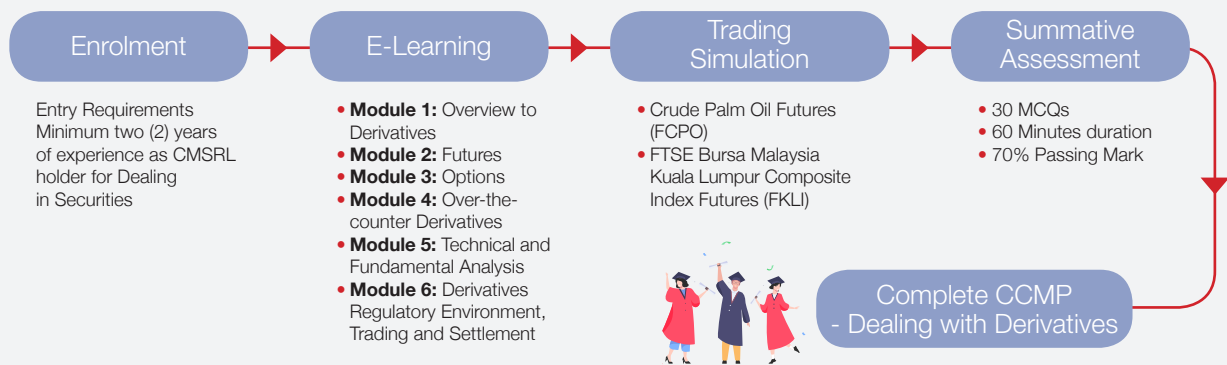 Enrolment
Entry Requirements
Minimum two (2) years
of experience as CMSRL
holder for Dealing
in Securities
E-Learning
• Module 1: Overview to
Derivatives
• Module 2: Futures
• Module 3: Options
• Module 4: Over-the-
counter Derivatives
• Module 5: Technical and
Fundamental Analysis
• Module 6: Derivatives
Regulatory Environment,
Trading and Settlement
Trading
Simulation
• Crude Palm Oil Futures
(FCPO)
• FTSE Bursa Malaysia
Kuala Lumpur Composite
Index Futures (FKLI)
Summative
Assessment
• 30 MCQs
• 60 Minutes duration
• 70% Passing Mark
Complete CCMP
- Dealing with Derivatives